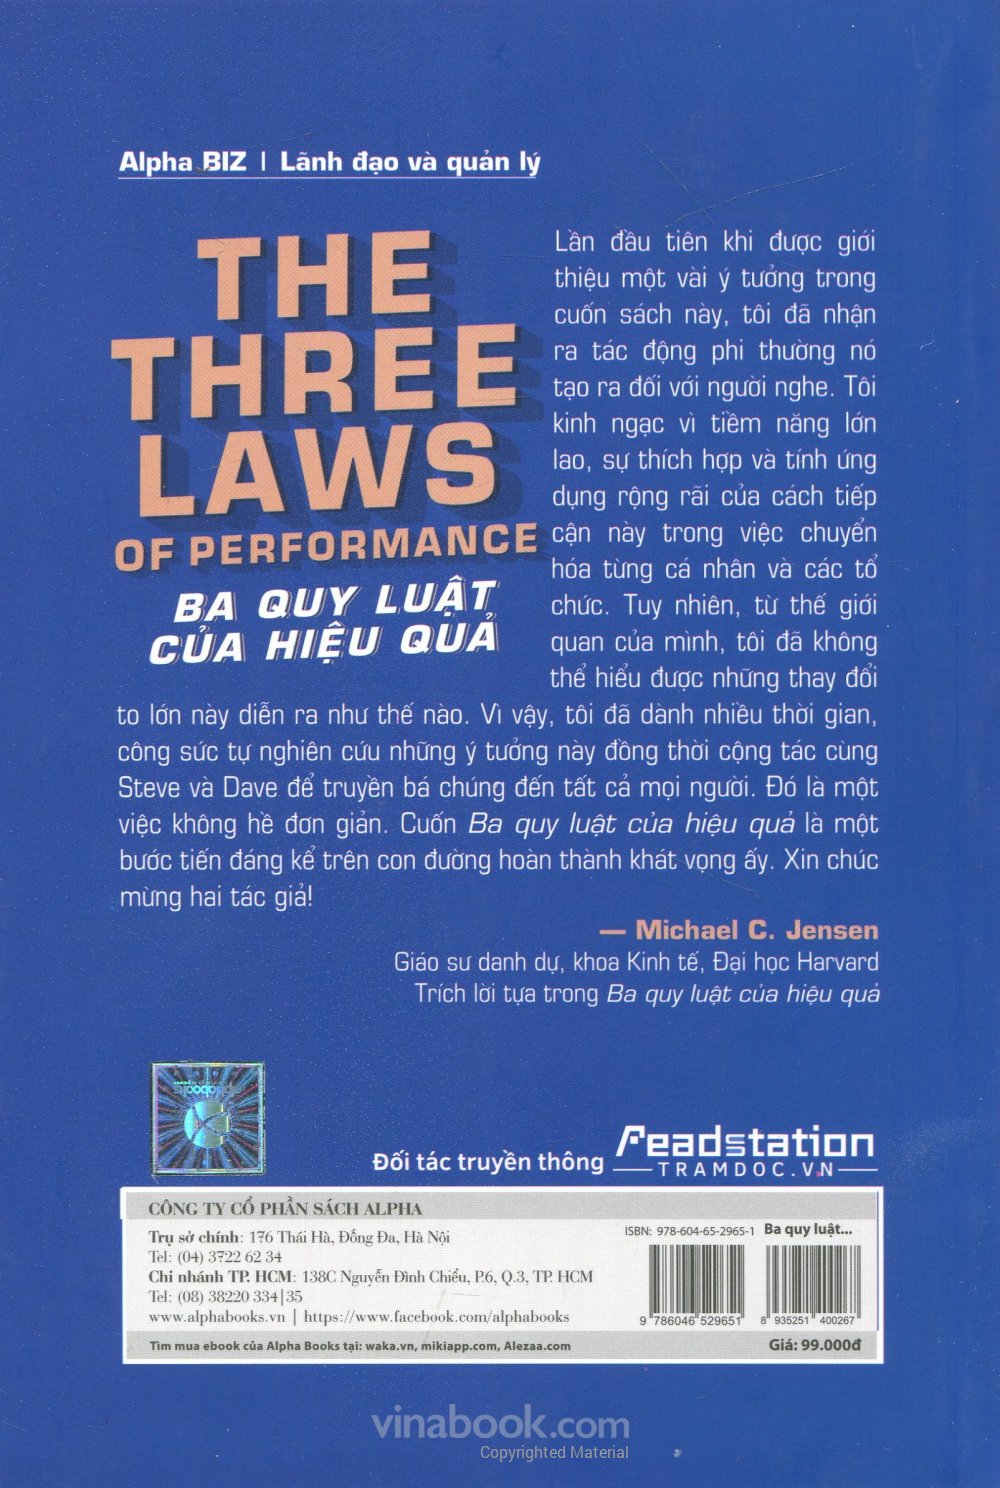 Alpha BIZ | Lãnh đạo và quản lý
THE
THREE
LAWS
OF PERFORMANCE
BA QUY LUẬT
CỦA HIỆU QUẢ
Lần đầu tiên khi được giới
thiệu một vài ý tưởng trong
cuốn sách này, tôi đã nhận
ra tác động phi thường nó
tạo ra đối với người nghe. Tôi
kinh ngạc vì tiềm năng lớn
lao, sự thích hợp và tính ứng
dụng rộng rãi của cách tiếp
cận này trong việc chuyển
hóa từng cá nhân và các tổ
chức. Tuy nhiên, từ thế giới
quan của mình, tôi đã không
thể hiểu được những thay đổi
to lớn này diễn ra như thế nào. Vì vậy, tôi đã dành nhiều thời gian,
công sức tự nghiên cứu những ý tưởng này đồng thời cộng tác cùng
Steve và Dave để truyền bá chúng đến tất cả mọi người. Đó là một
việc không hề đơn giản. Cuốn Ba quy luật của hiệu quả là một
bước tiến đáng kể trên con đường hoàn thành khát vọng ấy. Xin chúc
mừng hai tác giả!
— Michael C. Jensen
Giáo sư danh dự, khoa Kinh tế, Đại học Harvard
Trích lời tựa trong Ba quy luật của hiệu quả
alphabooks
Đối tác truyền thông
Readstation
TRAMDOC.VN
CÔNG TY CỔ PHẦN SÁCH ALPHA
Trụ sở chính: 176 Thái Hà, Đống Đa, Hà Nội
Tel: (04) 3722 62 34
Chi nhánh TP. HCM: 138C Nguyễn Đình Chiểu, P.6, Q.3, TP. HCM
Tel: (08) 38220 334|35
www.alphabooks.vn | https://www.facebook.com/alphabooks
Tìm mua ebook của Alpha Books tại: waka.vn, mikiapp.com, Alezaa.com
ISBN: 978-604-65-2965-1
Ba quy luật...
9 786046 529651
8 935251 400267
Giá: 99.000đ
vinabook.com
Copyrighted Material